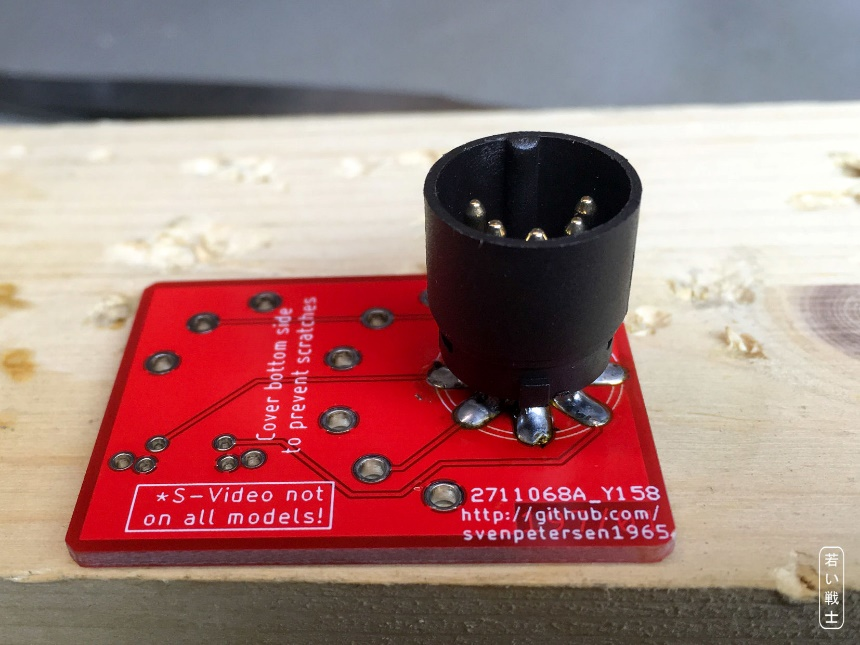 Cover bottom side
to prevent scratches
*S-Video not
on all models!
2711068A_Y158
http://github.com/
svenpetersen1965
若い戦士